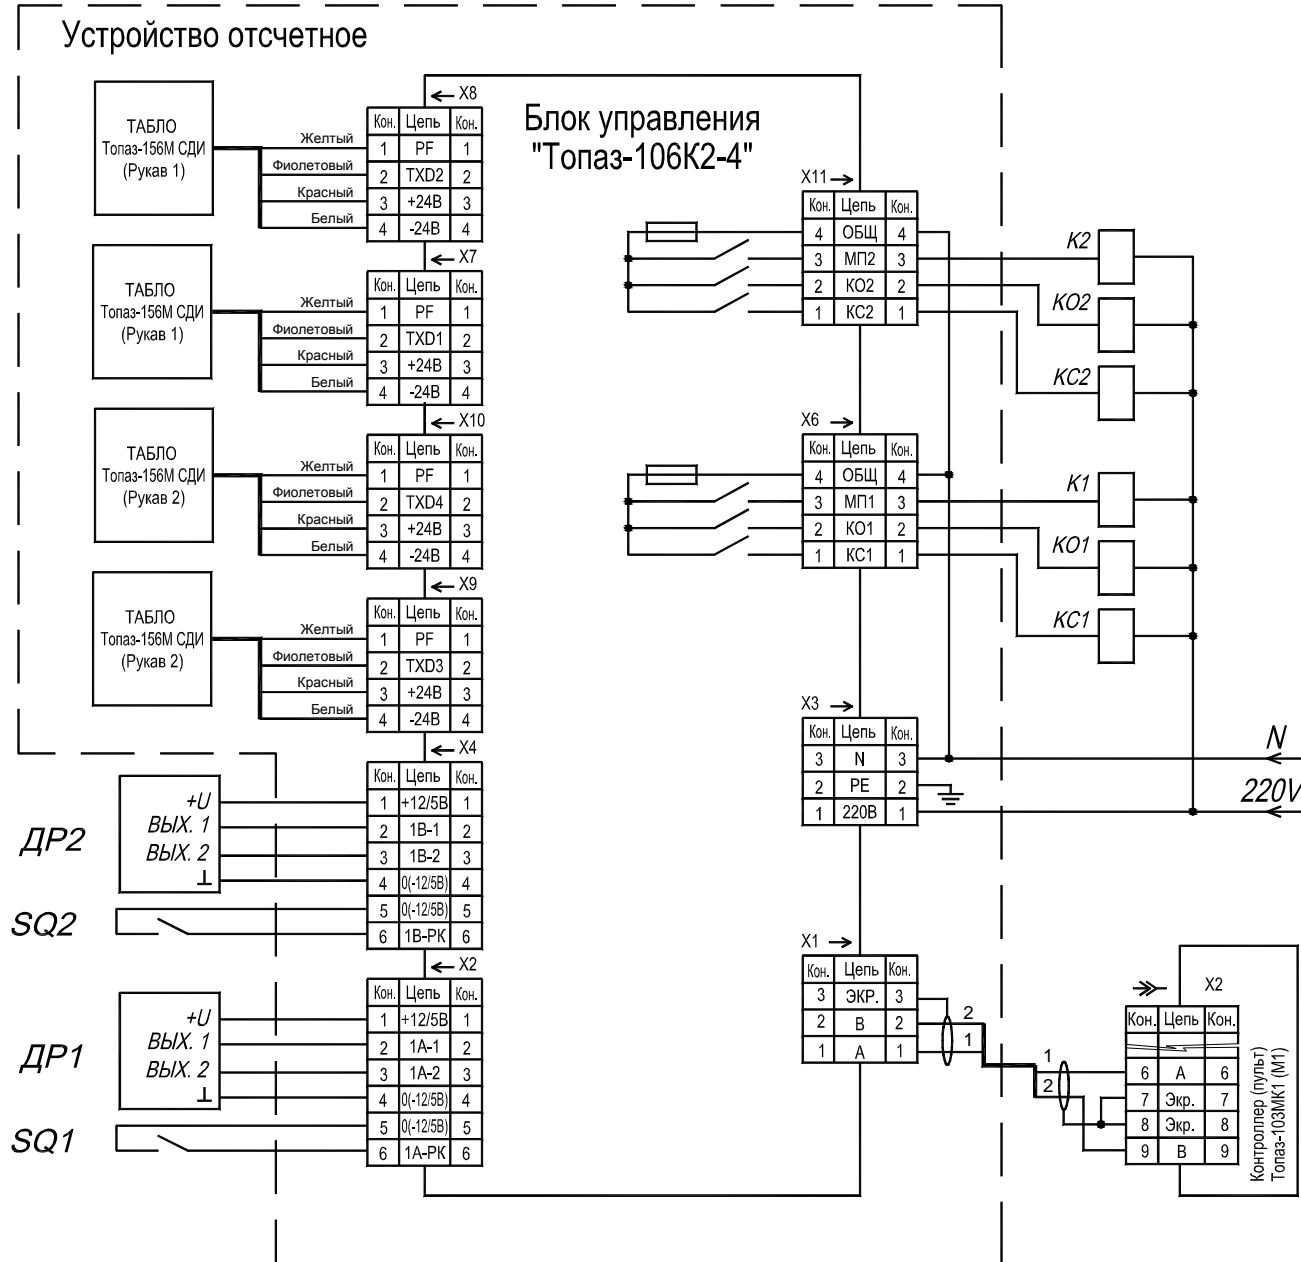 Устройство отсчетное
Блок управления
"Топаз-106К2-4"
ТАБЛО
Топаз-156М СДИ
(Рукав 1)
Желтый
Фиолетовый
Красный
Белый
X8
Кон. Цепь Кон.
1 PF 1
2 TXD2 2
3 +24В 3
4 -24В 4
ТАБЛО
Топаз-156М СДИ
(Рукав 1)
Желтый
Фиолетовый
Красный
Белый
X7
Кон. Цепь Кон.
1 PF 1
2 TXD1 2
3 +24В 3
4 -24В 4
ТАБЛО
Топаз-156М СДИ
(Рукав 2)
Желтый
Фиолетовый
Красный
Белый
X10
Кон. Цепь Кон.
1 PF 1
2 TXD4 2
3 +24В 3
4 -24В 4
ТАБЛО
Топаз-156М СДИ
(Рукав 2)
Желтый
Фиолетовый
Красный
Белый
X9
Кон. Цепь Кон.
1 PF 1
2 TXD3 2
3 +24В 3
4 -24В 4
ДР2
+U
ВЫХ. 1
ВЫХ. 2
SQ2
X4
Кон. Цепь Кон.
1 +12/5В 1
2 1В-1 2
3 1В-2 3
4 0(-12/5В) 4
5 0(-12/5В) 5
6 1В-РК 6
ДР1
+U
ВЫХ. 1
ВЫХ. 2
SQ1
X2
Кон. Цепь Кон.
1 +12/5В 1
2 1А-1 2
3 1А-2 3
4 0(-12/5В) 4
5 0(-12/5В) 5
6 1А-РК 6
X11
Кон. Цепь Кон.
4 ОБЩ 4
3 МП2 3
2 КО2 2
1 КС2 1
K2
KO2
KC2
X6
Кон. Цепь Кон.
4 ОБЩ 4
3 МП1 3
2 КО1 2
1 КС1 1
K1
KO1
KC1
X3
Кон. Цепь Кон.
3 N 3
2 PE 2
1 220В 1
N
220V
X1
Кон. Цепь Кон.
3 ЭКР. 3
2 В 2
1 А 1
2
1
1
2
X2
Кон. Цепь Кон.
6 А 6
7 Экр. 7
8 Экр. 8
9 В 9
Контроллер (пульт)
Топаз-103МК1 (М1)